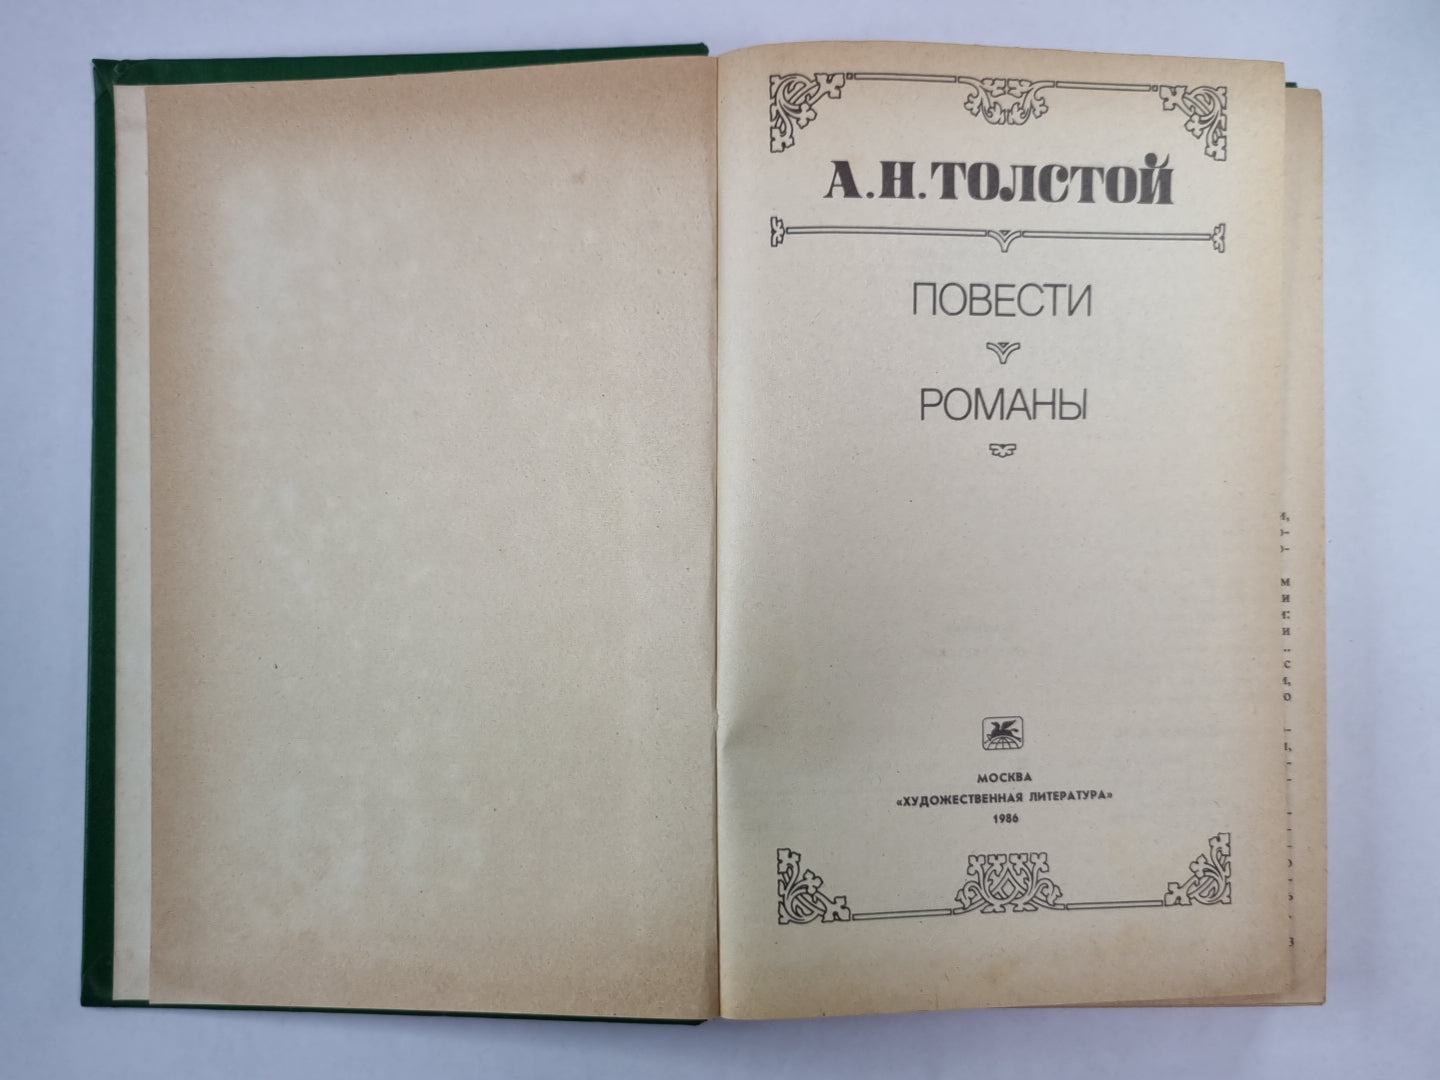 А.Н.ТОЛСТОЙ
ПОВЕСТИ
РОМАНЫ
МОСКВА
«ХУДОЖЕСТВЕННАЯ ЛИТЕРАТУРА»
1986